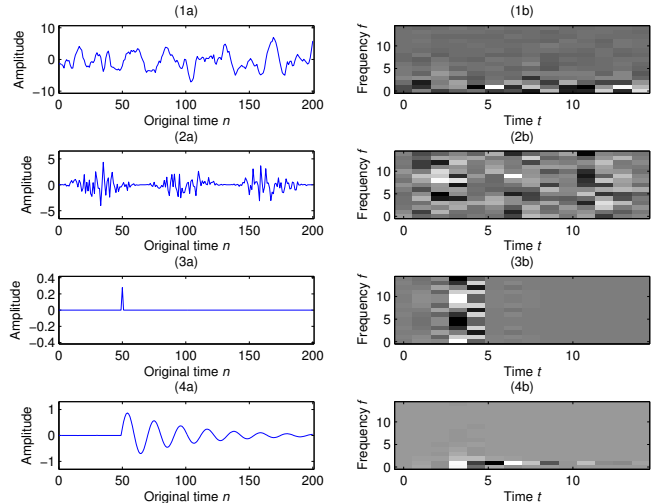 (1a)
Amplitude
10
0
−10
0 50 100 150 200
Original time n
(1b)
Frequency f
10
5
0
0 5 10
Time t
(2a)
Amplitude
5
0
−5
0 50 100 150 200
Original time n
(2b)
Frequency f
10
5
0
0 5 10
Time t
(3a)
Amplitude
0.4
0.2
0.0
−0.2
−0.4
0 50 100 150 200
Original time n
(3b)
Frequency f
10
5
0
0 5 10
Time t
(4a)
Amplitude
1
0
−1
0 50 100 150 200
Original time n
(4b)
Frequency f
10
5
0
0 5 10
Time t